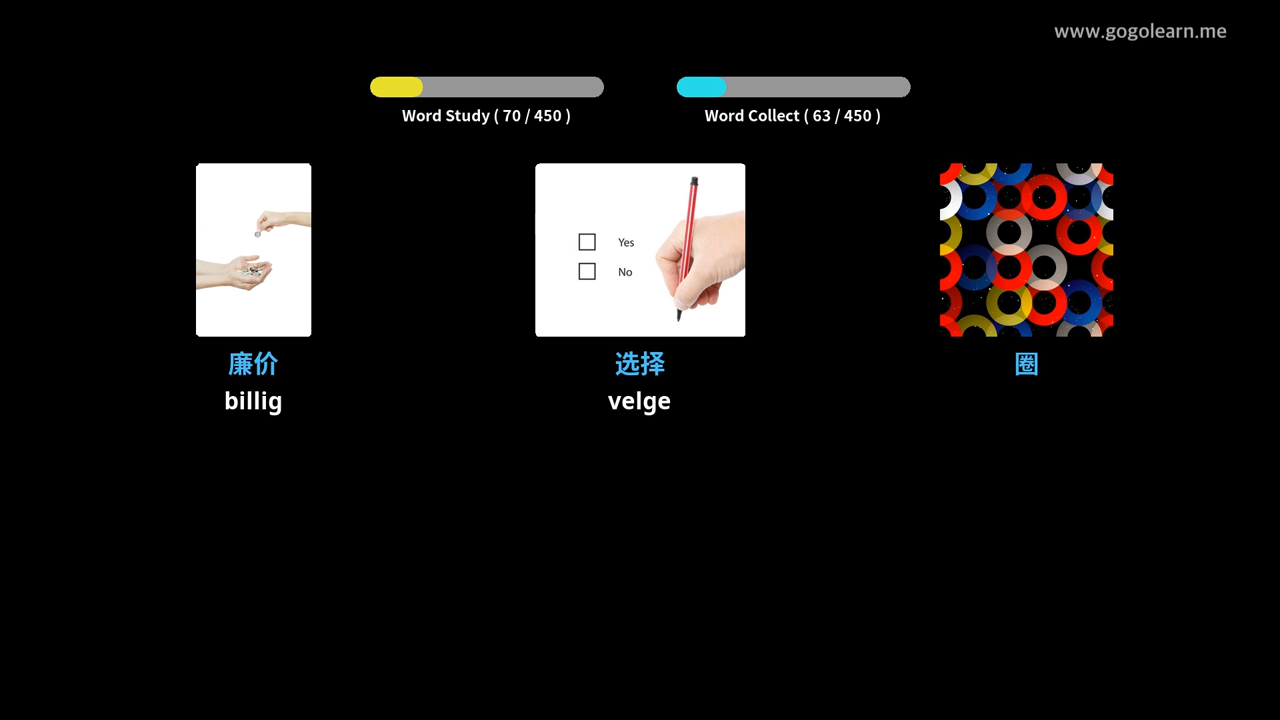 www.gogolearn.me
Word Study ( 70 / 450 )
Word Collect ( 63 / 450 )
Yes
No
廉价
选择
圈
billig
velge